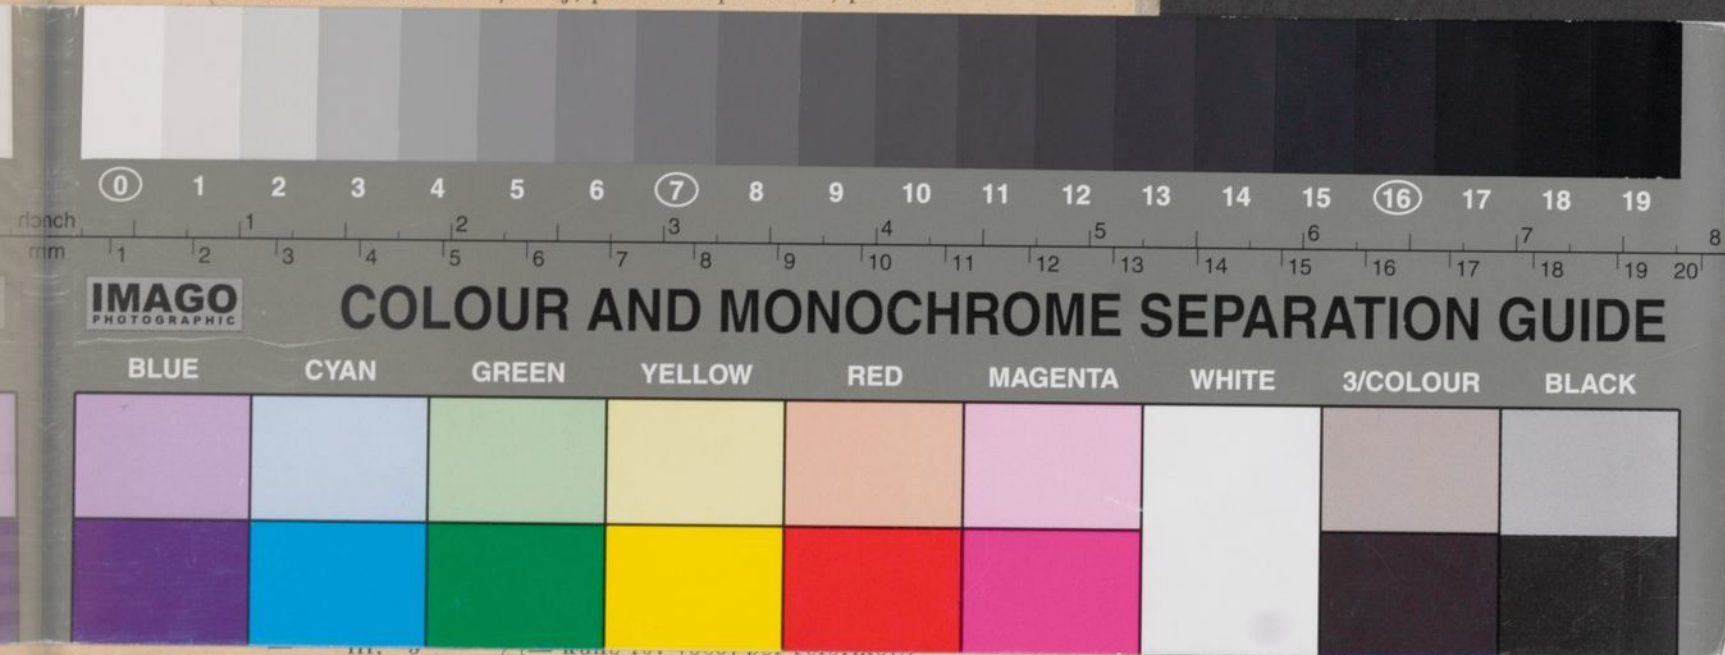 0 1 2 3 4 5 6 7 8 9 10 11 12 13 14 15 16 17 18 19
inch 1 2 3 4 5 6 7 8
mm 1 2 3 4 5 6 7 8 9 10 11 12 13 14 15 16 17 18 19 20
IMAGO
PHOTOGRAPHIC
COLOUR AND MONOCHROME SEPARATION GUIDE
BLUE CYAN GREEN YELLOW RED MAGENTA WHITE 3/COLOUR BLACK